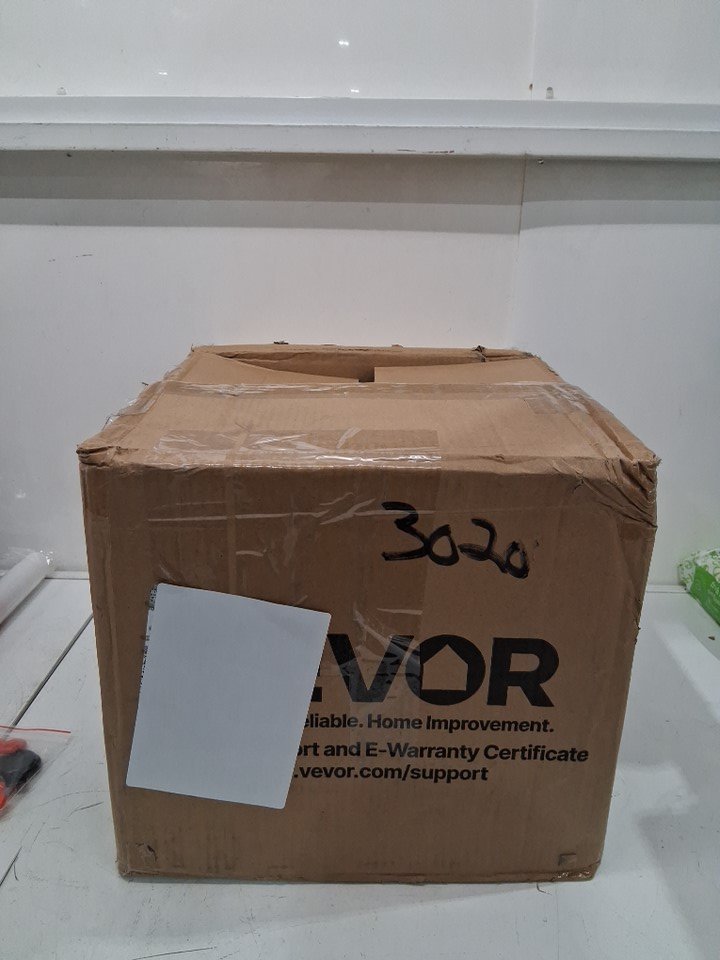 3020
EVOR
eliable. Home Improvement.
ort and E-Warranty Certificate
.vevor.com/support